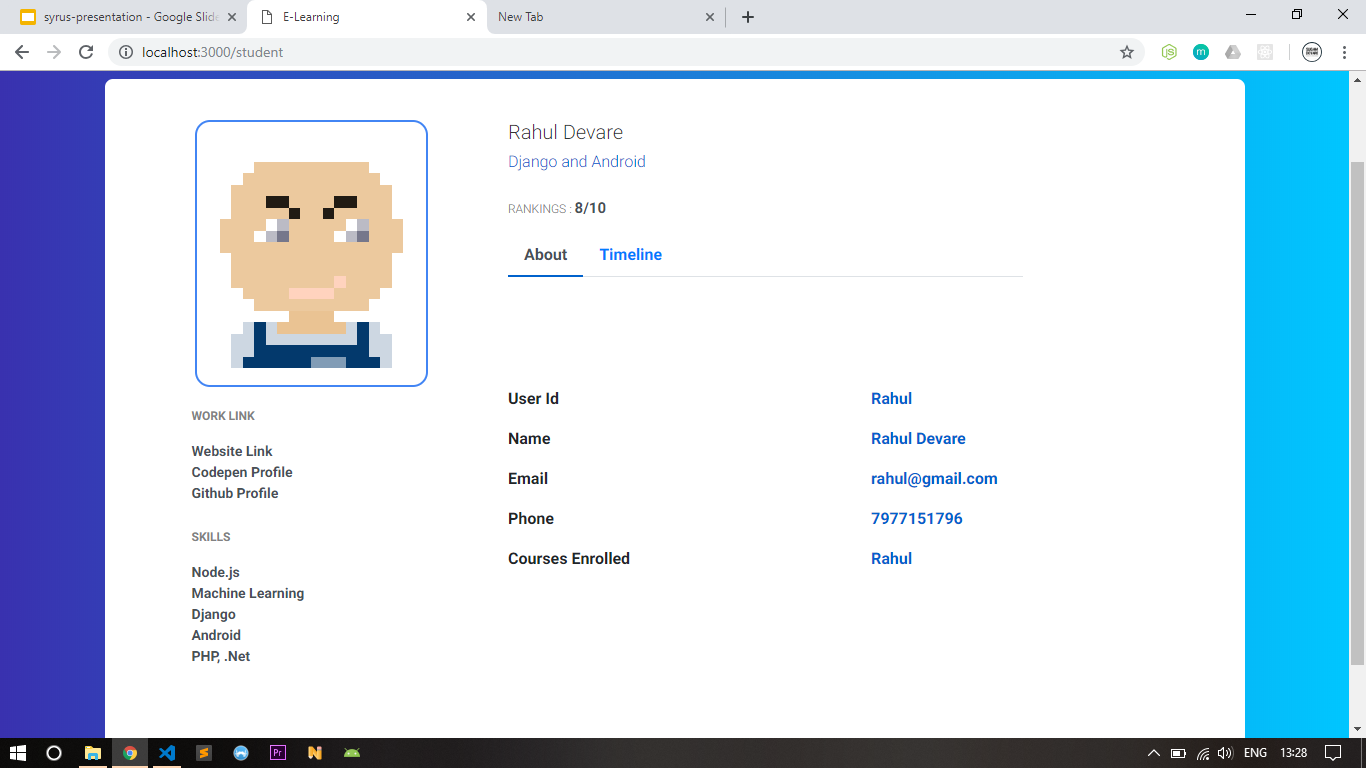 syrus-presentation - Google Slide
E-Learning
New Tab
localhost:3000/student
Rahul Devare
Django and Android
RANKINGS : 8/10
About
Timeline
WORK LINK
Website Link
Codepen Profile
Github Profile
SKILLS
Node.js
Machine Learning
Django
Android
PHP, .Net
User Id Rahul
Name Rahul Devare
Email rahul@gmail.com
Phone 7977151796
Courses Enrolled Rahul
ENG 13:28